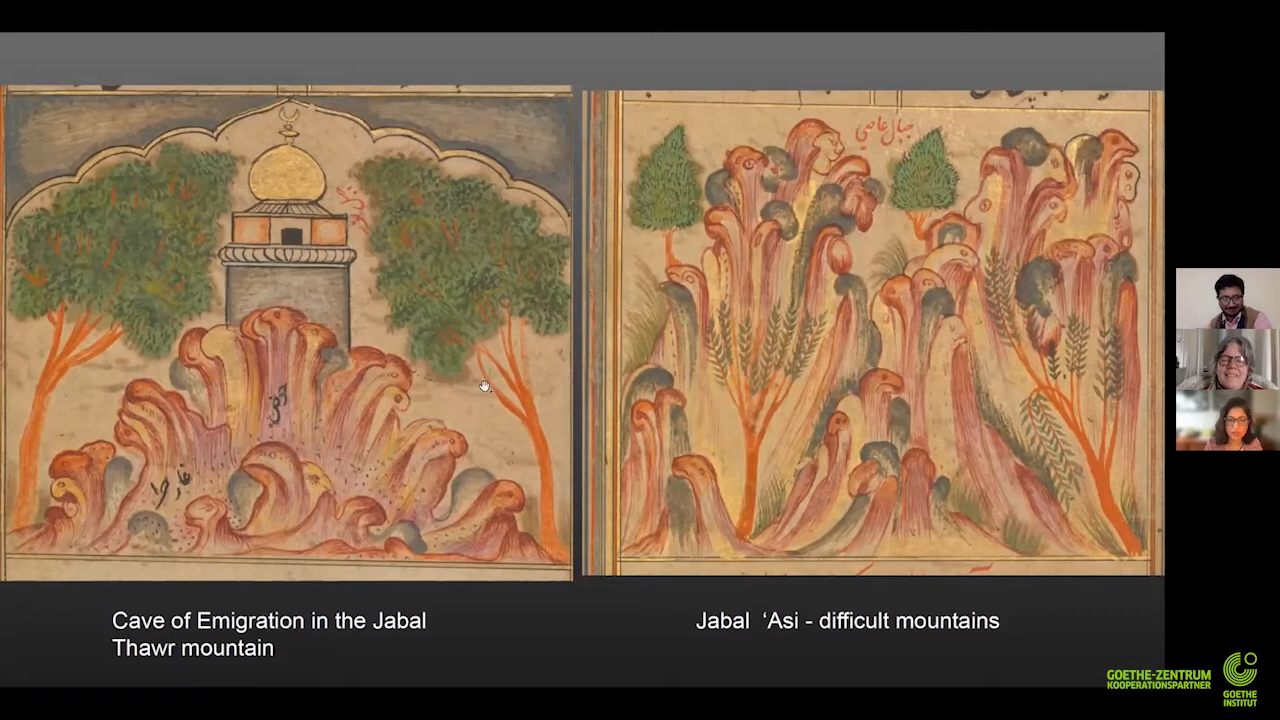 جبال عاصي
Cave of Emigration in the Jabal
Thawr mountain
Jabal ‘Asi - difficult mountains
GOETHE-ZENTRUM
KOOPERATIONSPARTNER
GOETHE
INSTITUT